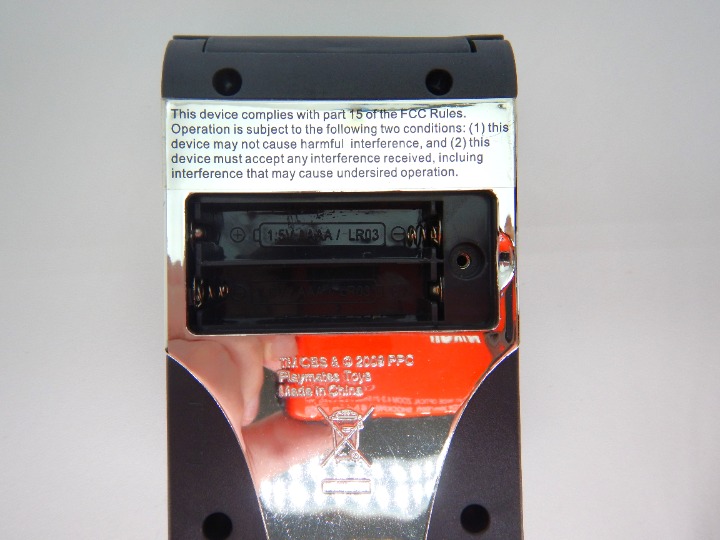 This device complies with part 15 of the FCC Rules.
Operation is subject to the following two conditions: (1) this
device may not cause harmful interference, and (2) this
device must accept any interference received, incluing
interference that may cause undersired operation.
1.5V AAA / LR03
TM CBS & © 2009 PPC
Playmates Toys
Made in China